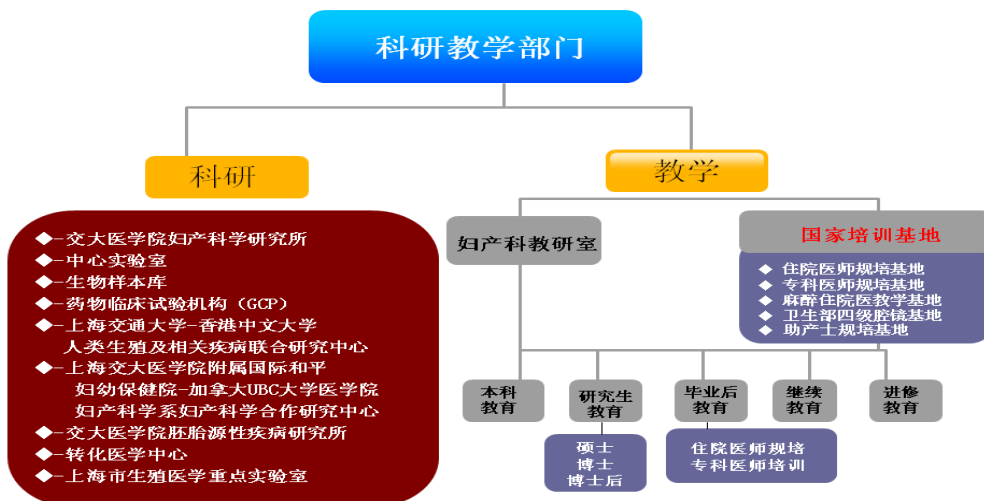 科研教学部门
科研
◆-交大医学院妇产科学研究所
◆-中心实验室
◆-生物样本库
◆-药物临床试验机构（GCP）
◆-上海交通大学-香港中文大学
人类生殖及相关疾病联合研究中心
◆-上海交大医学院附属国际和平
妇幼保健院-加拿大UBC大学医学院
妇产科学系妇产科学合作研究中心
◆-交大医学院胚胎源性疾病研究所
◆-转化医学中心
◆-上海市生殖医学重点实验室
教学
妇产科教研室
国家培训基地
◆ 住院医师规培基地
◆ 专科医师规培基地
◆ 麻醉住院医教学基地
◆ 卫生部四级腔镜基地
◆ 助产士规培基地
本科
教育
研究生
教育
硕士
博士
博士后
毕业后
教育
住院医师规培
专科医师培训
继续
教育
进修
教育